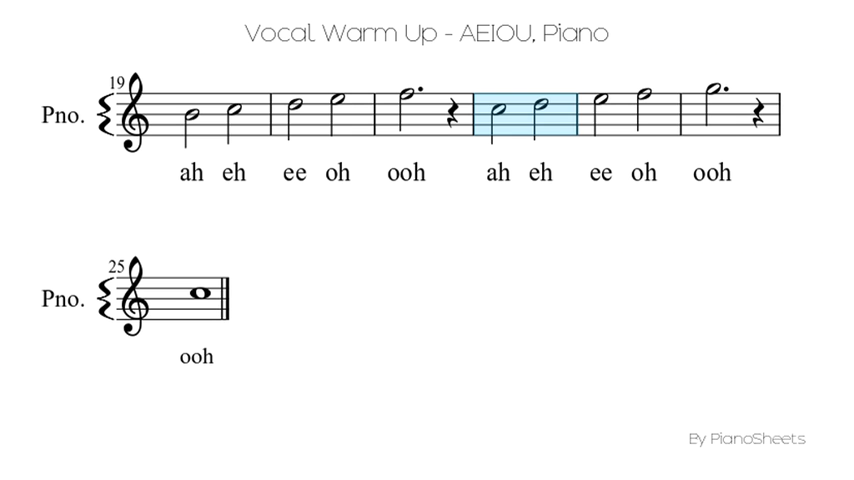 Vocal Warm Up - AEIOU, Piano
19
Pno.
ah eh ee oh ooh ah eh ee oh ooh
25
Pno.
ooh
By PianoSheets